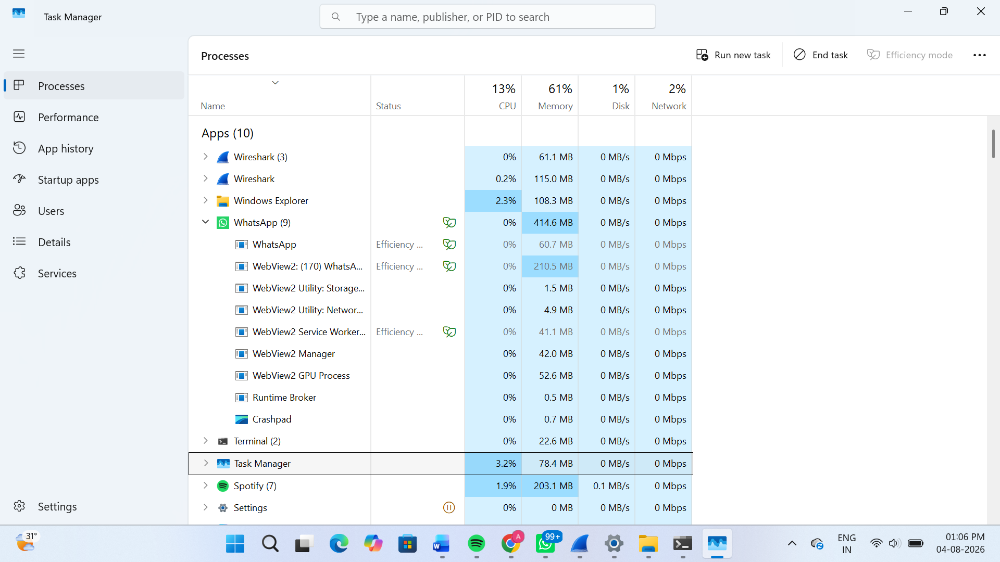 Task Manager
Type a name, publisher, or PID to search
Processes
Performance
App history
Startup apps
Users
Details
Services
Settings
Processes
Run new task
End task
Efficiency mode
Name Status 13% CPU 61% Memory 1% Disk 2% Network
Apps (10)
Wireshark (3) 0% 61.1 MB 0 MB/s 0 Mbps
Wireshark 0.2% 115.0 MB 0 MB/s 0 Mbps
Windows Explorer 2.3% 108.3 MB 0 MB/s 0 Mbps
WhatsApp (9) 0% 414.6 MB 0 MB/s 0 Mbps
WhatsApp Efficiency ... 0% 60.7 MB 0 MB/s 0 Mbps
WebView2: (170) WhatsA... Efficiency ... 0% 210.5 MB 0 MB/s 0 Mbps
WebView2 Utility: Storage... 0% 1.5 MB 0 MB/s 0 Mbps
WebView2 Utility: Networ... 0% 4.9 MB 0 MB/s 0 Mbps
WebView2 Service Worker... Efficiency ... 0% 41.1 MB 0 MB/s 0 Mbps
WebView2 Manager 0% 42.0 MB 0 MB/s 0 Mbps
WebView2 GPU Process 0% 52.6 MB 0 MB/s 0 Mbps
Runtime Broker 0% 0.5 MB 0 MB/s 0 Mbps
Crashpad 0% 0.7 MB 0 MB/s 0 Mbps
Terminal (2) 0% 22.6 MB 0 MB/s 0 Mbps
Task Manager 3.2% 78.4 MB 0 MB/s 0 Mbps
Spotify (7) 1.9% 203.1 MB 0.1 MB/s 0 Mbps
Settings 0% 0 MB 0 MB/s 0 Mbps
31°
W
A
99+
ENG
IN
01:06 PM
04-08-2026